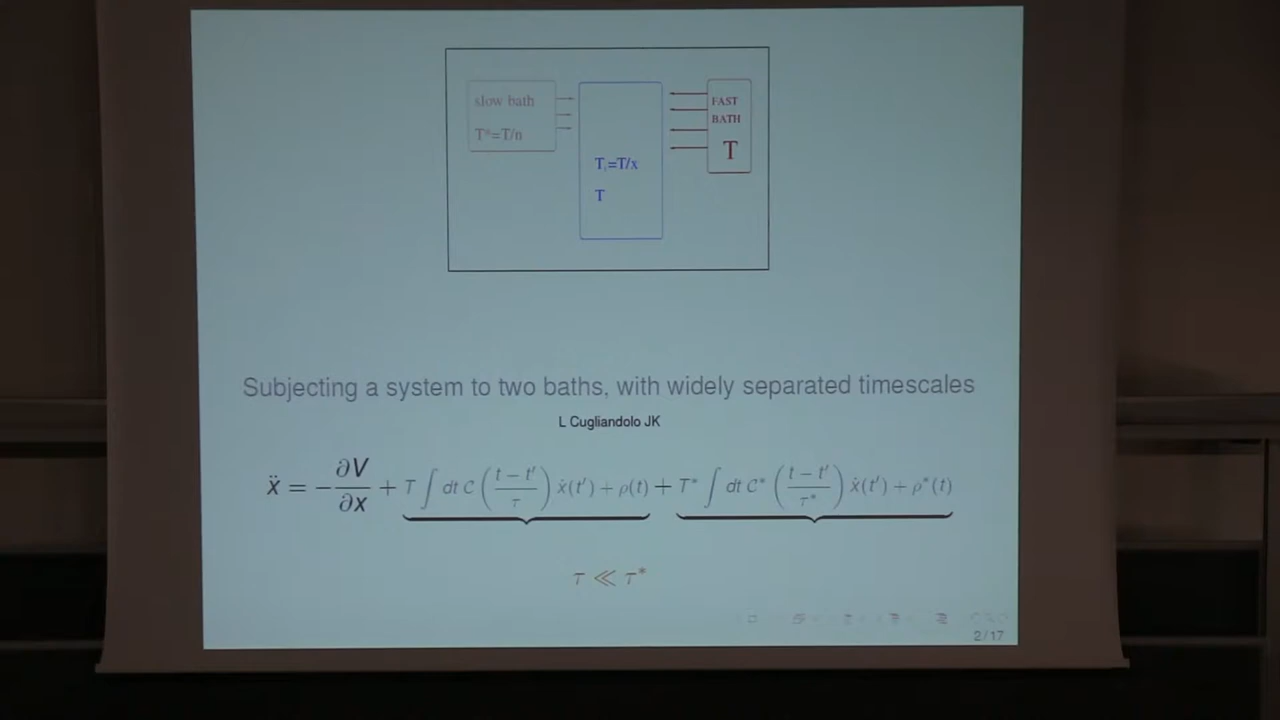 slow bath
T*=T/n
T =T/x
T
FAST
BATH
T
Subjecting a system to two baths, with widely separated timescales
L Cugliandolo JK
ẍ = −∂V/∂x + T ∫ dt C ((t − t′)/τ) ẋ(t′) + ρ(t) + T* ∫ dt C* ((t − t′)/τ*) ẋ(t′) + ρ*(t)
τ ≪ τ*
2/17